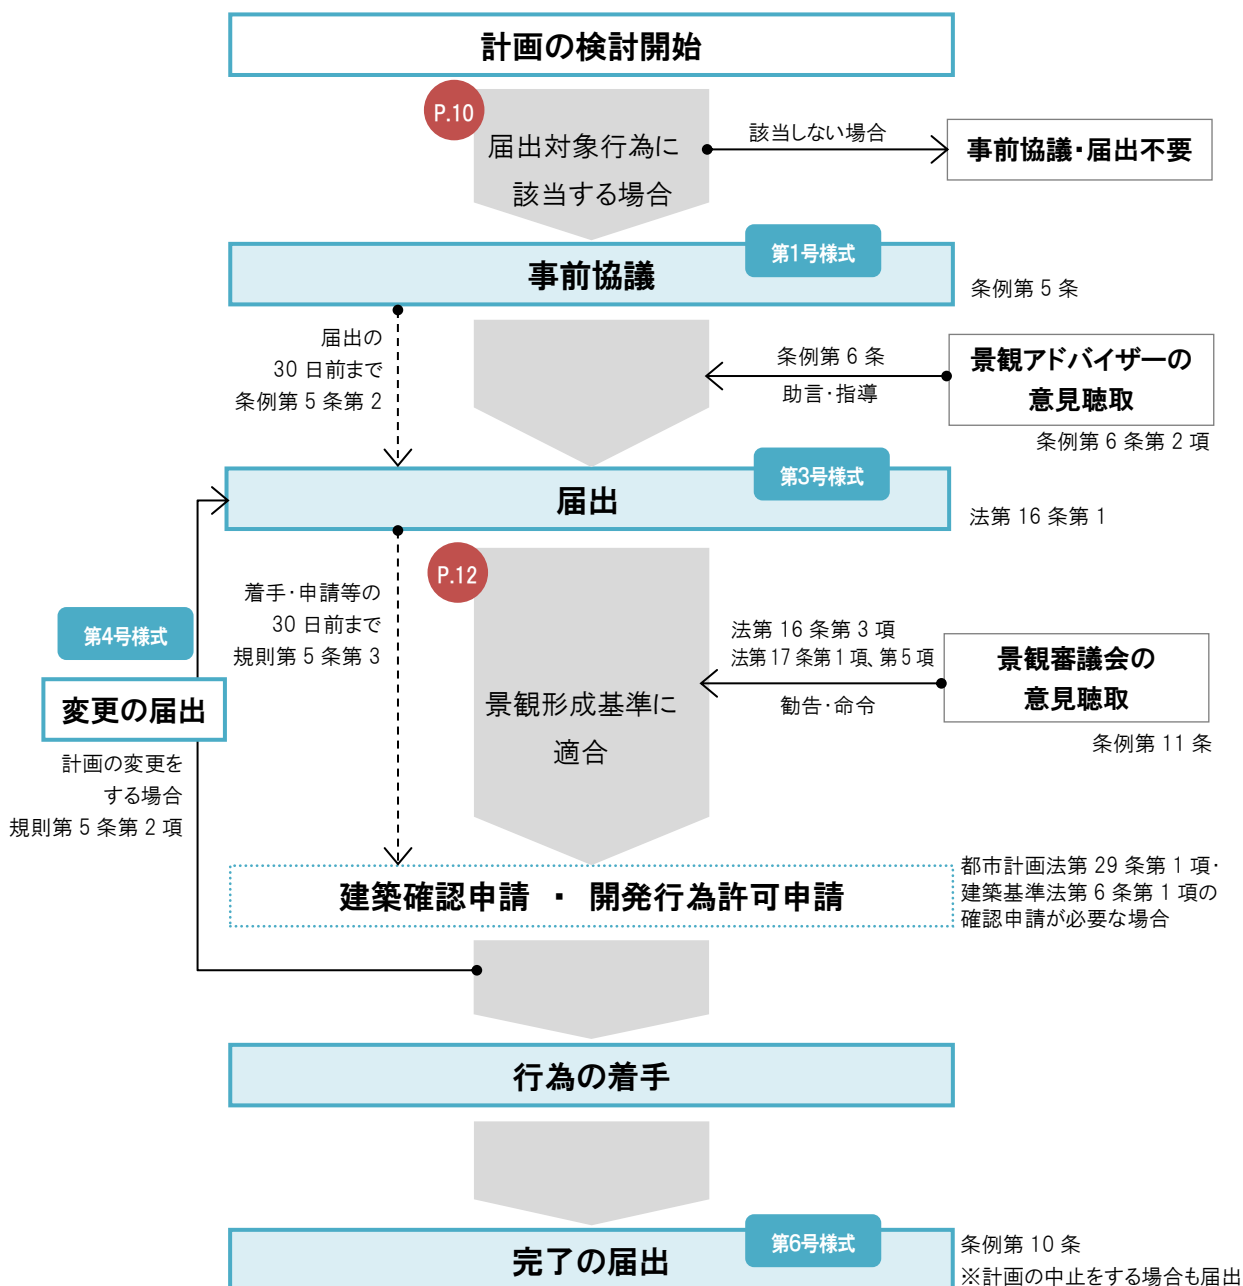 計画の検討開始
P.10
届出対象行為に
該当する場合
該当しない場合
事前協議・届出不要
第1号様式
事前協議
条例第 5 条
届出の
30 日前まで
条例第 5 条第 2
条例第 6 条
助言・指導
景観アドバイザーの
意見聴取
条例第 6 条第 2 項
第3号様式
届出
法第 16 条第 1
P.12
着手・申請等の
30 日前まで
規則第 5 条第 3
第4号様式
変更の届出
計画の変更を
する場合
規則第 5 条第 2 項
景観形成基準に
適合
法第 16 条第 3 項
法第 17 条第 1 項、第 5 項
勧告・命令
景観審議会の
意見聴取
条例第 11 条
建築確認申請 ・ 開発行為許可申請
都市計画法第 29 条第 1 項・
建築基準法第 6 条第 1 項の
確認申請が必要な場合
行為の着手
第6号様式
完了の届出
条例第 10 条
※計画の中止をする場合も届出